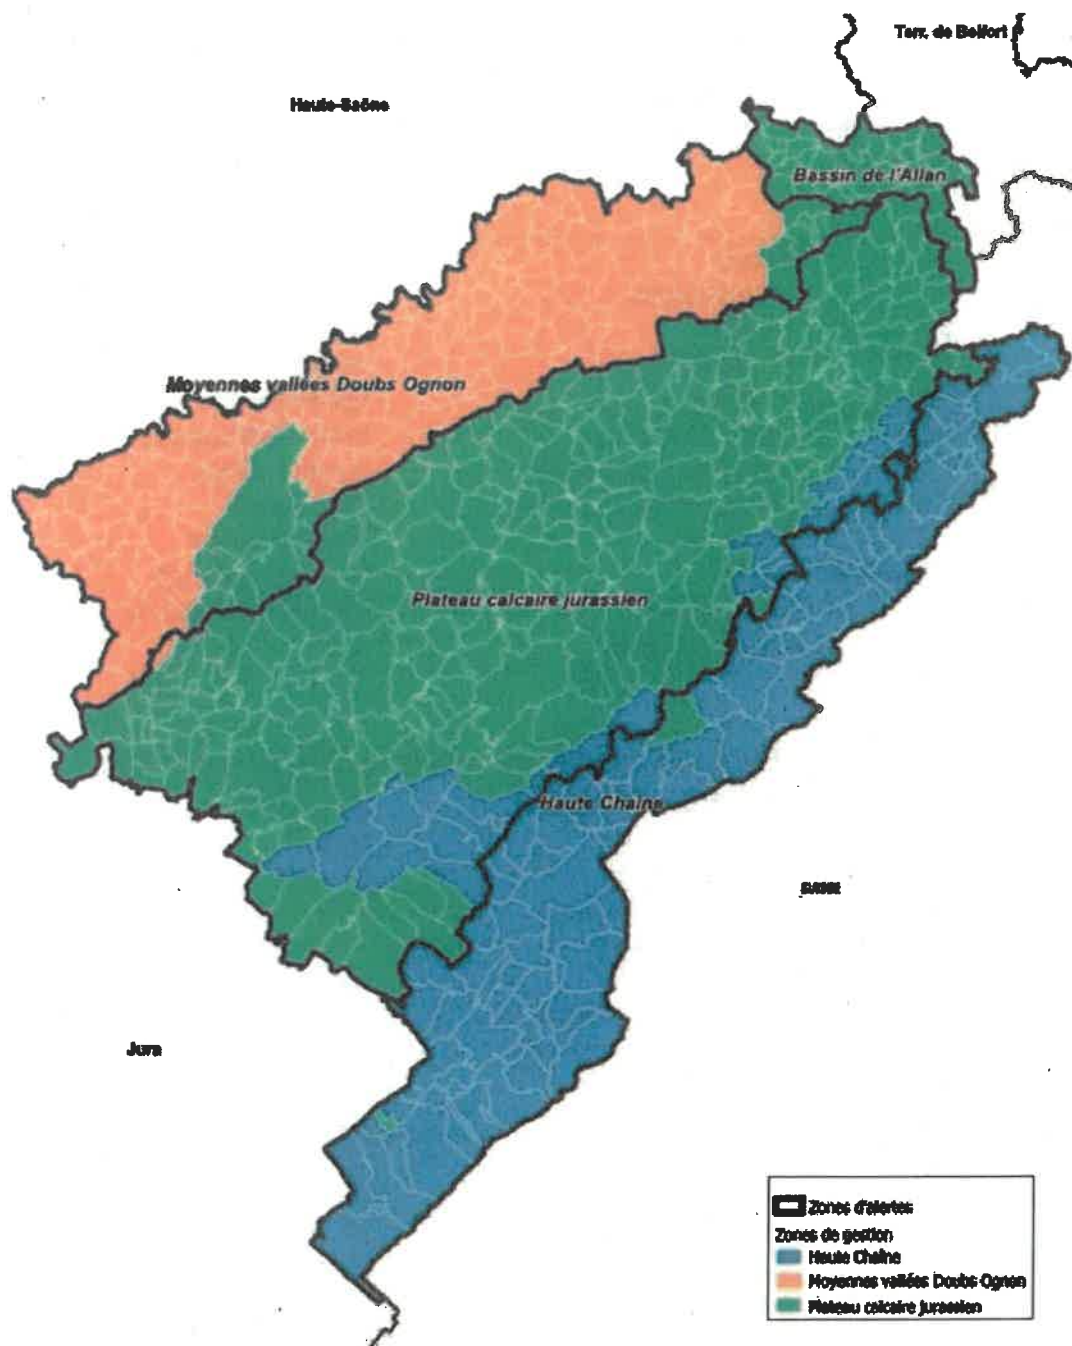 Terr. de Belfort
Haute-Saône
Bassin de l'Allan
Moyennes vallées Doubs Ognon
Plateau calcaire jurassien
Haute Chaîne
SUISSE
Jura
Zones d'alertes
Zones de gestion
Haute Chaîne
Moyennes vallées Doubs Ognon
Plateau calcaire jurassien